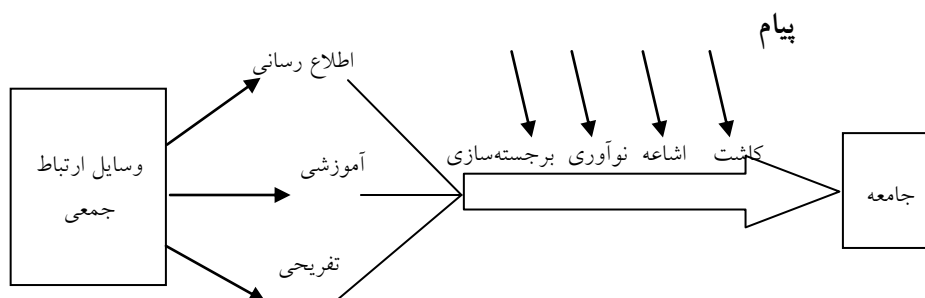 پیام
اطلاع رسانی
وسایل ارتباط
جمعی
آموزشی
برجسته‌سازی نوآوری اشاعه کاشت
جامعه
تفریحی